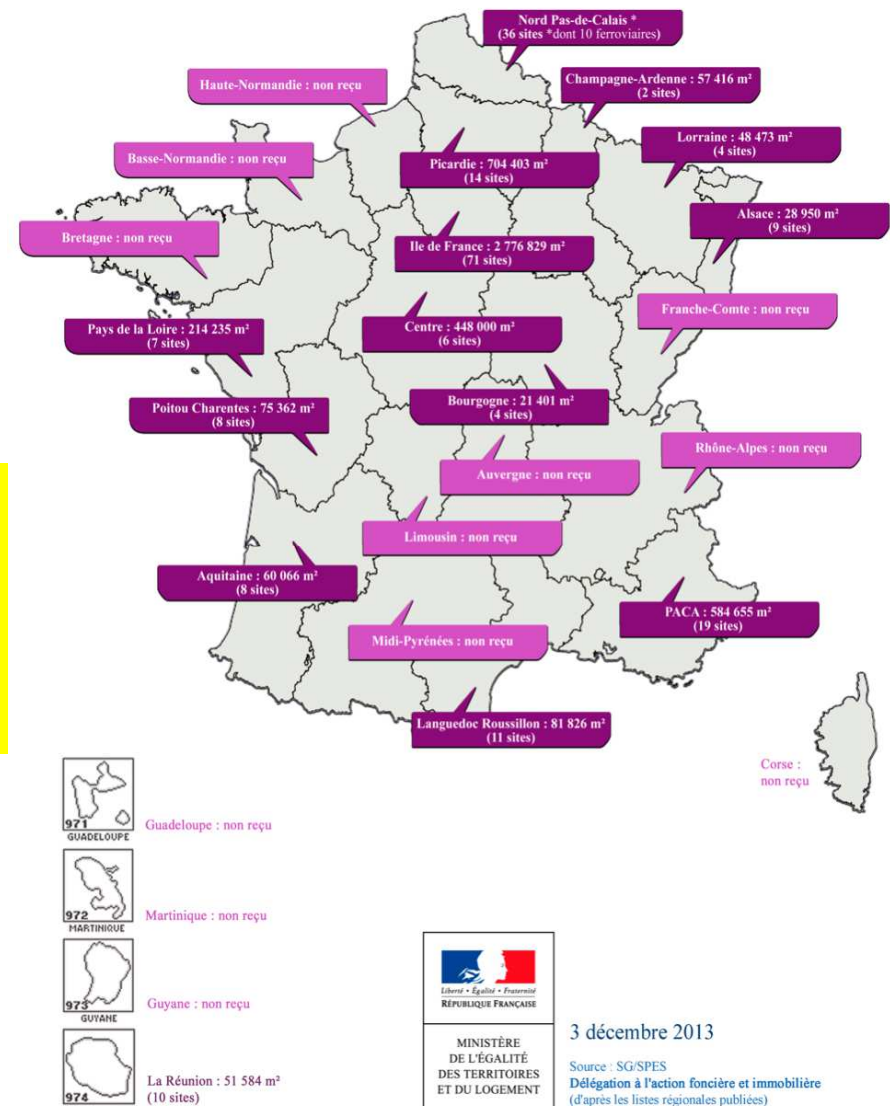 Nord Pas-de-Calais *
(36 sites *dont 10 ferroviaires)
Haute-Normandie : non reçu
Champagne-Ardenne : 57 416 m²
(2 sites)
Lorraine : 48 473 m²
(4 sites)
Basse-Normandie : non reçu
Picardie : 704 403 m²
(14 sites)
Alsace : 28 950 m²
(9 sites)
Bretagne : non reçu
Ile de France : 2 776 829 m²
(71 sites)
Franche-Comte : non reçu
Pays de la Loire : 214 235 m²
(7 sites)
Centre : 448 000 m²
(6 sites)
Poitou Charentes : 75 362 m²
(8 sites)
Bourgogne : 21 401 m²
(4 sites)
Rhône-Alpes : non reçu
Auvergne : non reçu
Limousin : non reçu
Aquitaine : 60 066 m²
(8 sites)
PACA : 584 655 m²
(19 sites)
Midi-Pyrénées : non reçu
Languedoc Roussillon : 81 826 m²
(11 sites)
Corse :
non reçu
971
GUADELOUPE
Guadeloupe : non reçu
972
MARTINIQUE
Martinique : non reçu
973
GUYANE
Guyane : non reçu
974
La Réunion : 51 584 m²
(10 sites)
Liberté • Égalité • Fraternité
RÉPUBLIQUE FRANÇAISE
MINISTÈRE
DE L'ÉGALITÉ
DES TERRITOIRES
ET DU LOGEMENT
3 décembre 2013
Source : SG/SPES
Délégation à l'action foncière et immobilière
(d'après les listes régionales publiées)